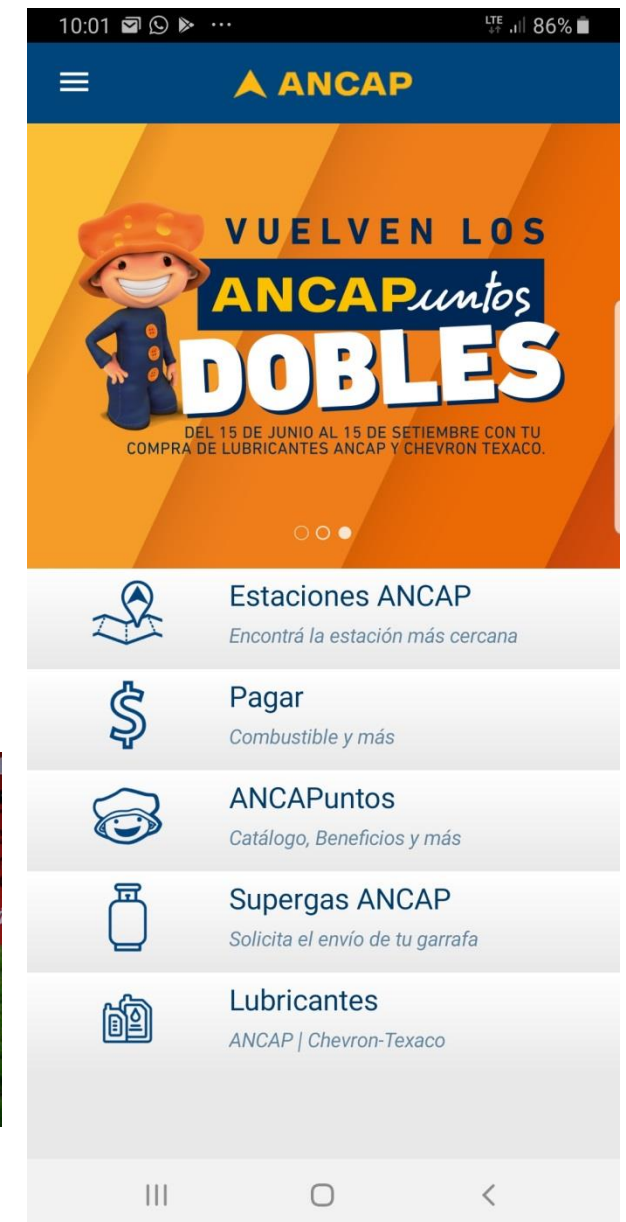 10:01 ... LTE 86%
ANCAP
VUELVEN LOS
ANCAPuntos
DOBLES
DEL 15 DE JUNIO AL 15 DE SETIEMBRE CON TU
COMPRA DE LUBRICANTES ANCAP Y CHEVRON TEXACO.
Estaciones ANCAP
Encontrá la estación más cercana
Pagar
Combustible y más
ANCAPuntos
Catálogo, Beneficios y más
Supergas ANCAP
Solicita el envío de tu garrafa
Lubricantes
ANCAP | Chevron-Texaco